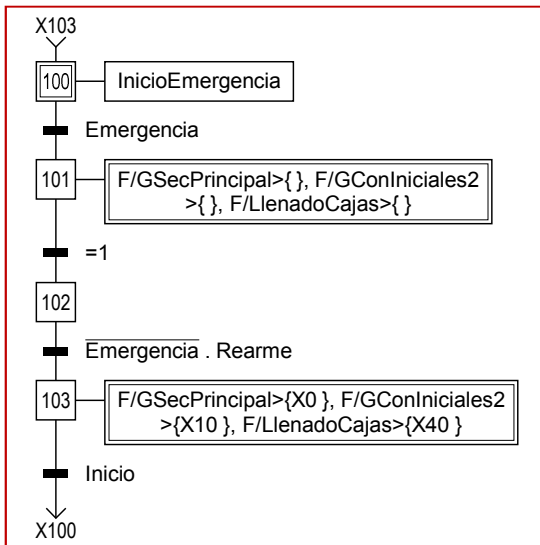 X103
100 InicioEmergencia
Emergencia
101 F/GSecPrincipal>{ }, F/GConIniciales2
>{ }, F/LlenadoCajas>{ }
=1
102
Emergencia . Rearme
103 F/GSecPrincipal>{X0 }, F/GConIniciales2
>{X10 }, F/LlenadoCajas>{X40 }
Inicio
X100